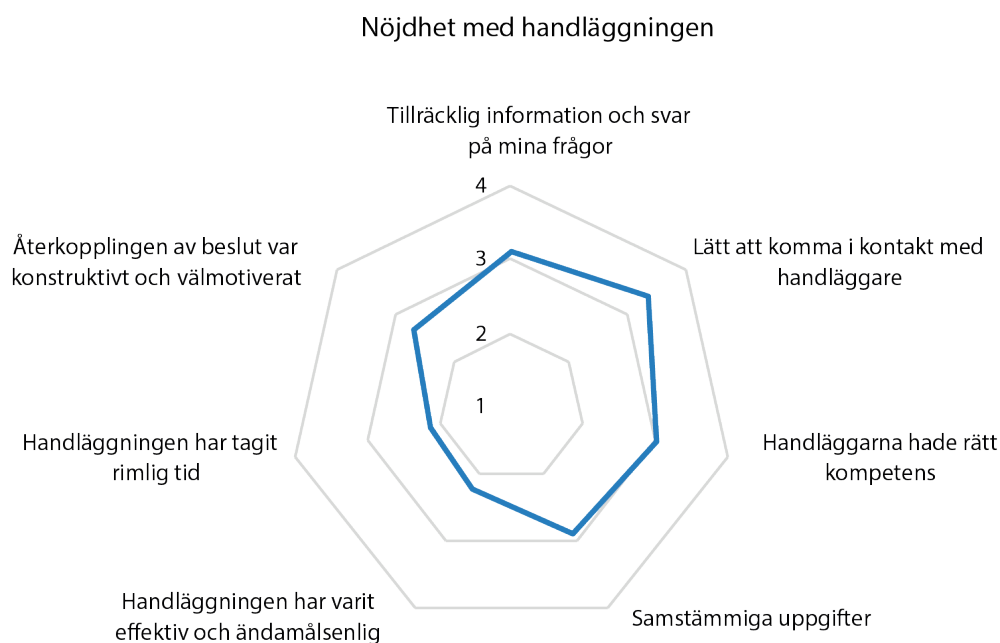 Nöjdhet med handläggningen
Tillräcklig information och svar
på mina frågor
4
3
2
1
Lätt att komma i kontakt med
handläggare
Handläggarna hade rätt
kompetens
Samstämmiga uppgifter
Handläggningen har varit
effektiv och ändamålsenlig
Handläggningen har tagit
rimlig tid
Återkopplingen av beslut var
konstruktivt och välmotiverat